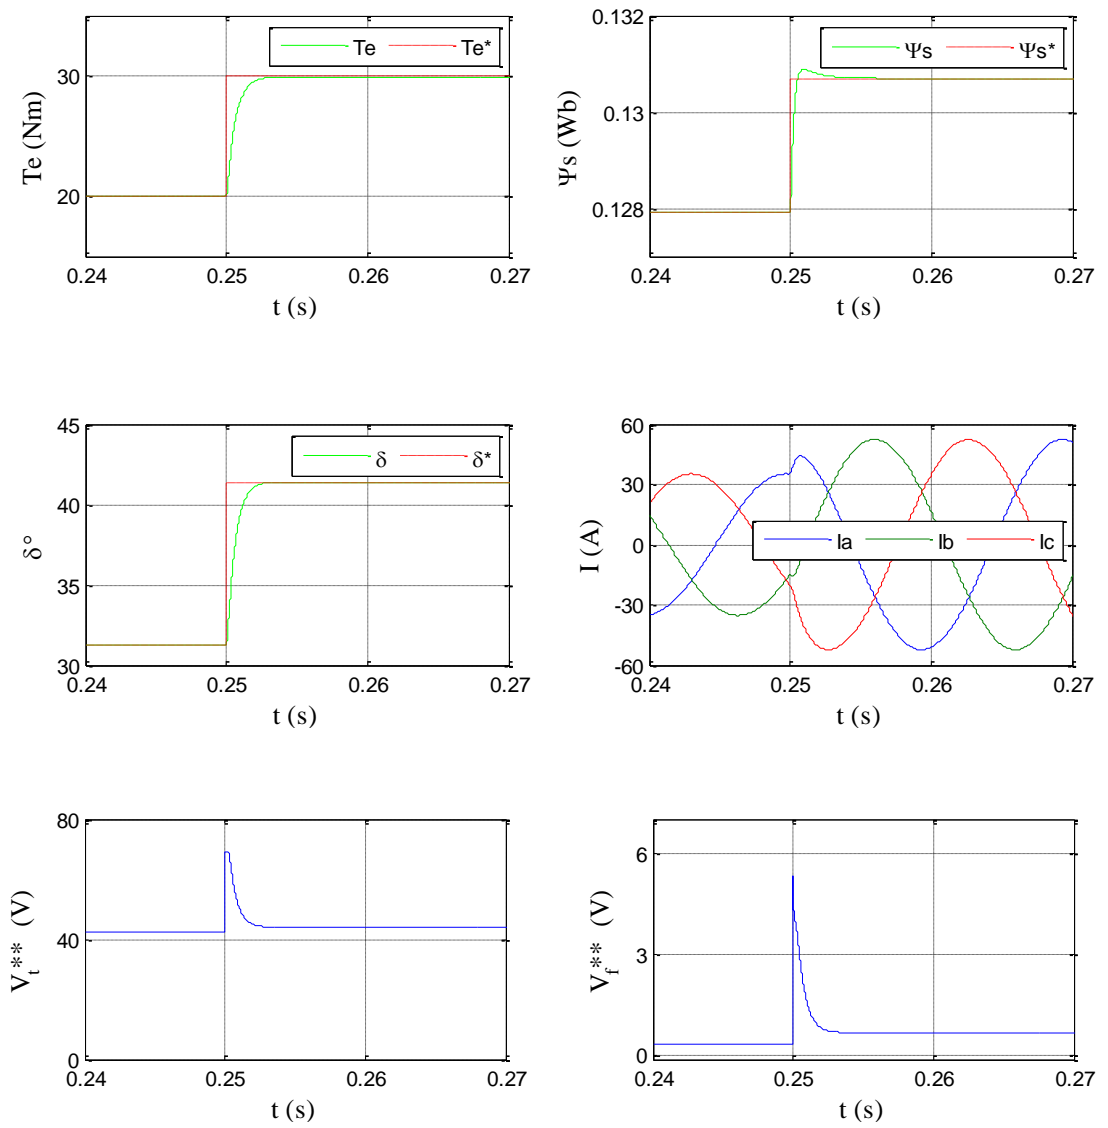 Te (Nm)
30
20
Te Te*
0.24 0.25 0.26 0.27
t (s)
Ψs (Wb)
0.132
0.13
0.128
Ψs Ψs*
0.24 0.25 0.26 0.27
t (s)
δ°
45
40
35
30
δ δ*
0.24 0.25 0.26 0.27
t (s)
I (A)
60
30
0
-30
-60
Ia Ib Ic
0.24 0.25 0.26 0.27
t (s)
Vt** (V)
80
40
0
0.24 0.25 0.26 0.27
t (s)
Vf** (V)
6
3
0
0.24 0.25 0.26 0.27
t (s)